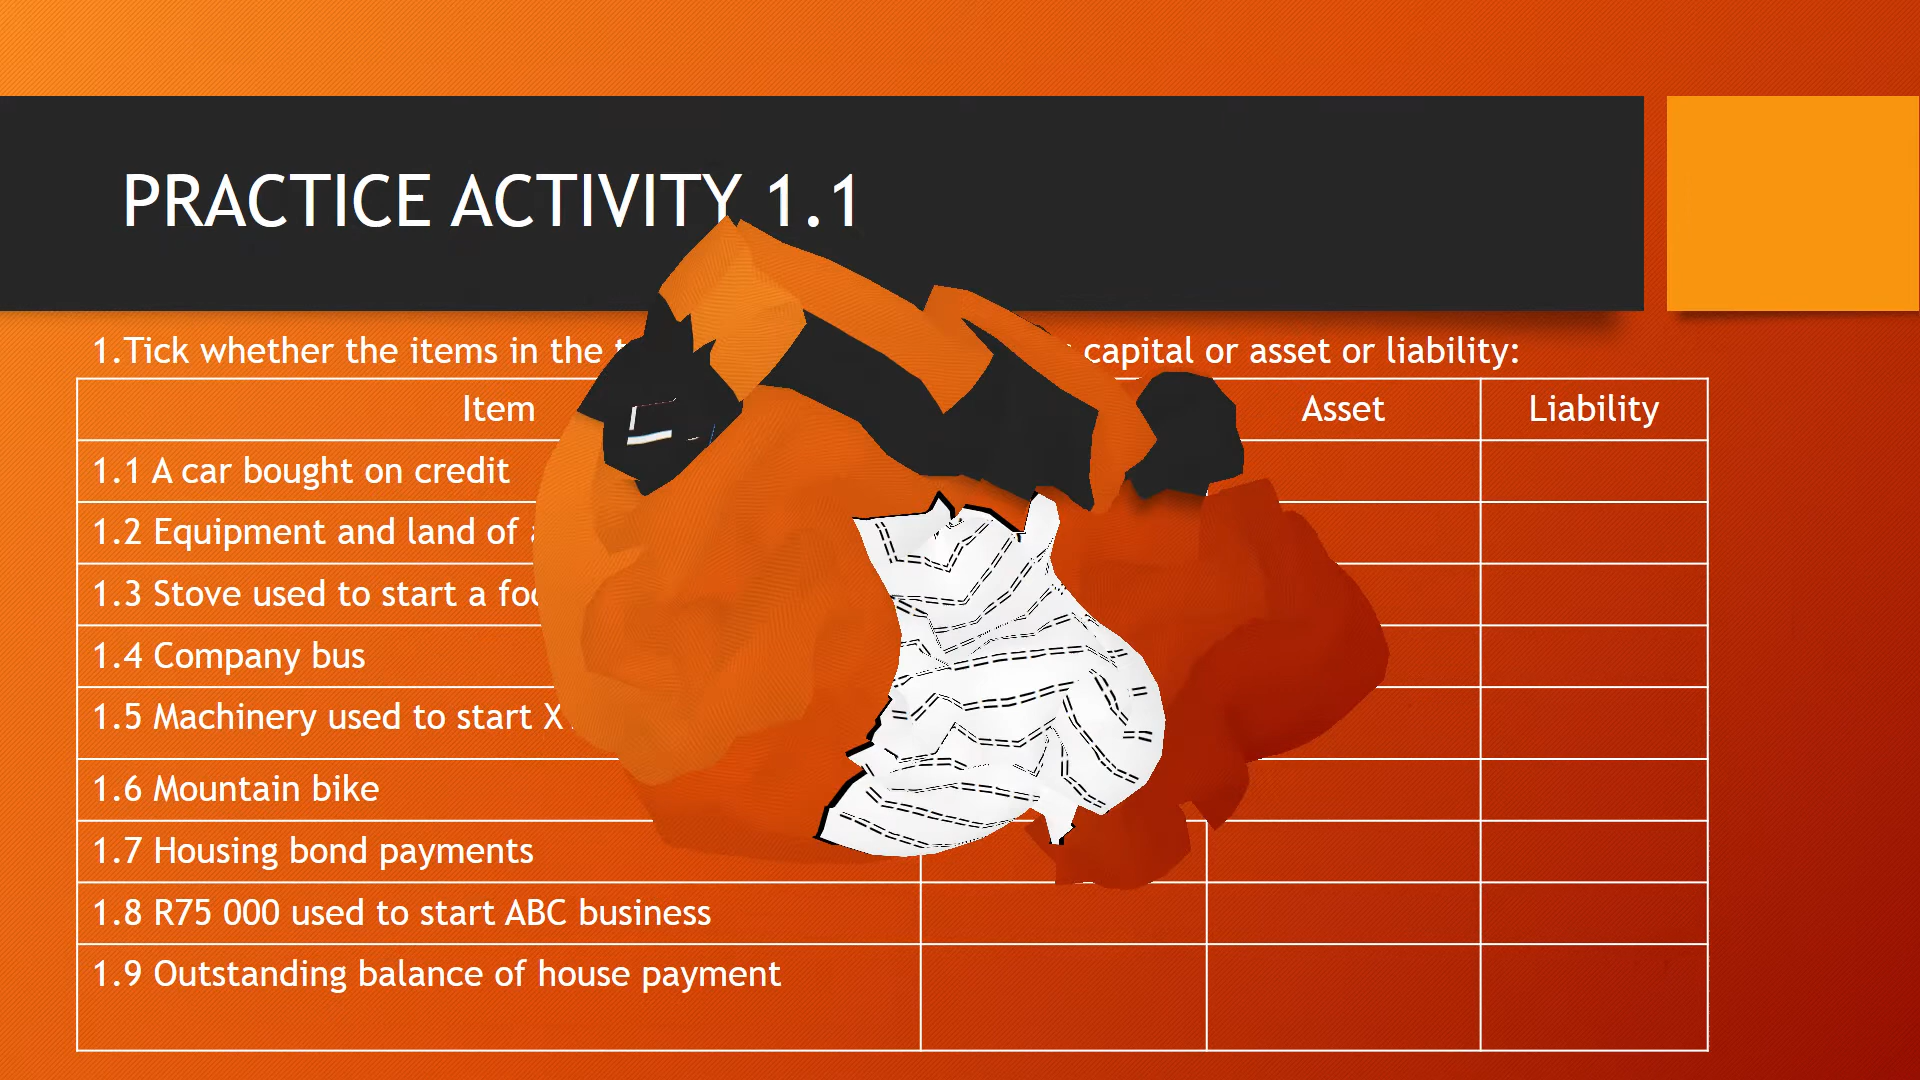 PRACTICE ACTIVITY 1.1
1.Tick whether the items in the capital or asset or liability:
Item Asset Liability
1.1 A car bought on credit
1.2 Equipment and land of
1.3 Stove used to start a
1.4 Company bus
1.5 Machinery used to start
1.6 Mountain bike
1.7 Housing bond payments
1.8 R75 000 used to start ABC business
1.9 Outstanding balance of house payment